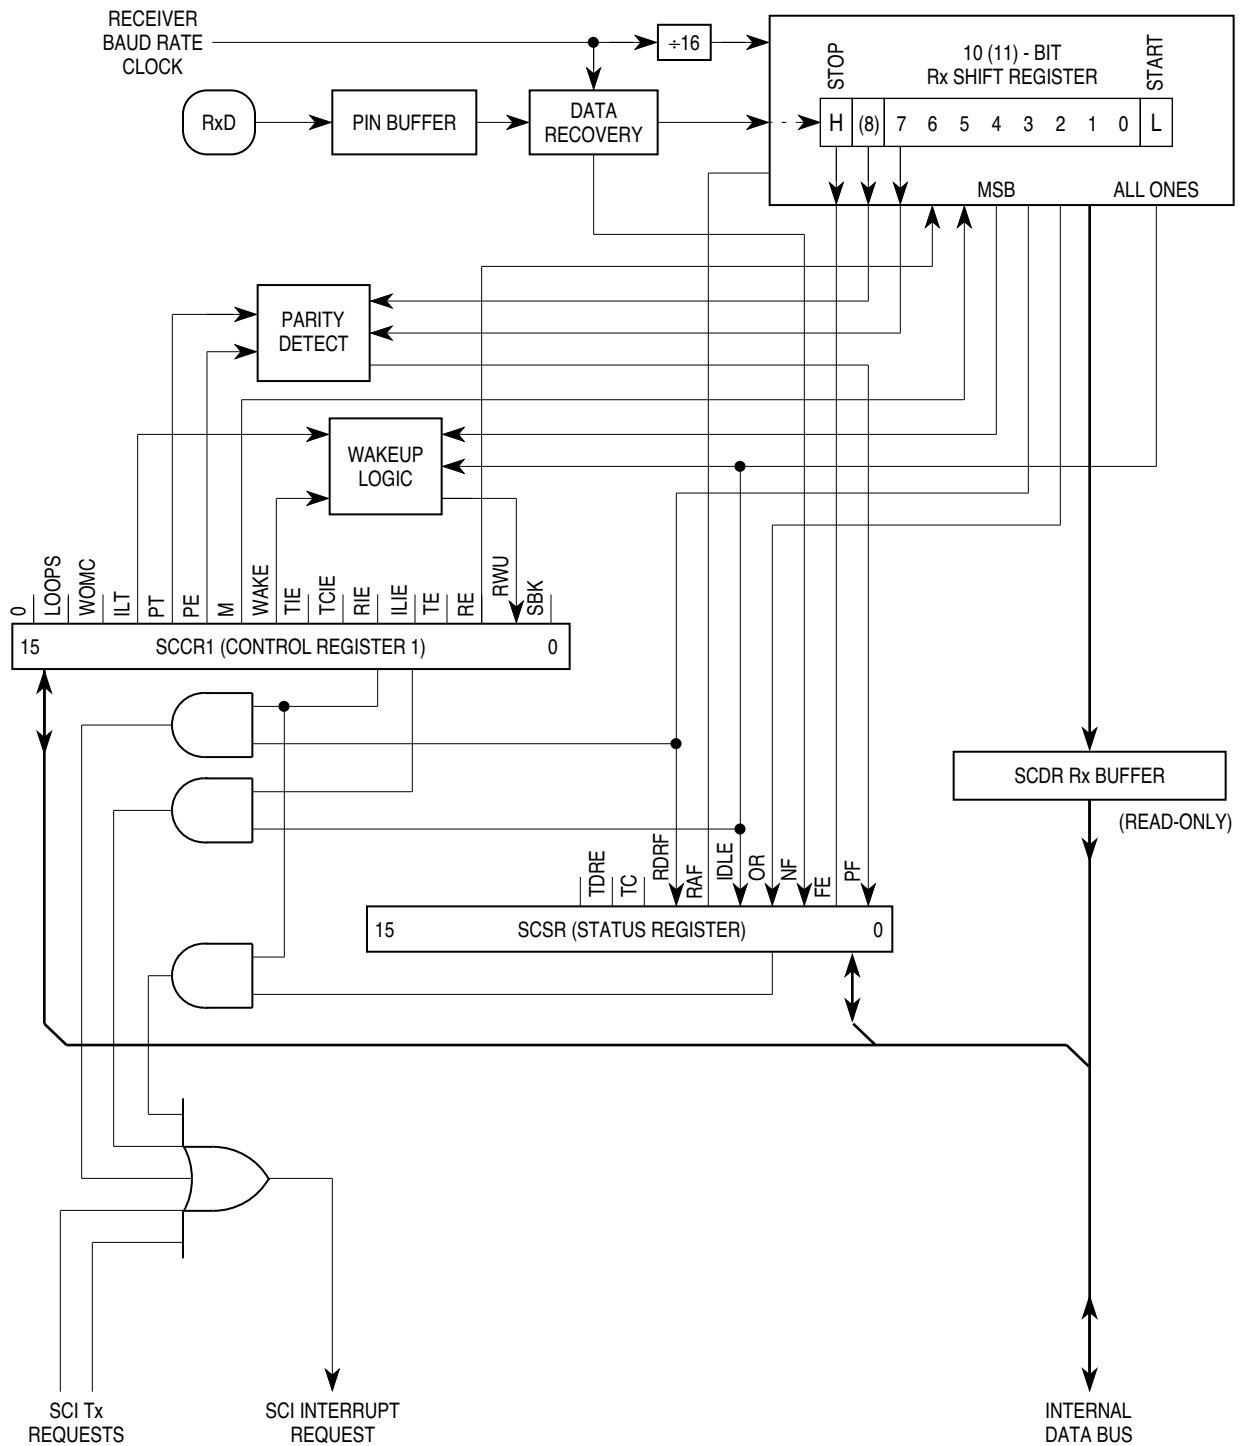 RECEIVER
BAUD RATE
CLOCK
÷16
10 (11) - BIT
Rx SHIFT REGISTER
STOP
START
RxD
PIN BUFFER
DATA
RECOVERY
H (8) 7 6 5 4 3 2 1 0 L
MSB
ALL ONES
PARITY
DETECT
WAKEUP
LOGIC
0
LOOPS
WOMC
ILT
PT
PE
M
WAKE
TIE
TCIE
RIE
ILIE
TE
RE
RWU
SBK
15 SCCR1 (CONTROL REGISTER 1) 0
SCDR Rx BUFFER
(READ-ONLY)
TDRE
TC
RDRF
RAF
IDLE
OR
NF
FE
PF
15 SCSR (STATUS REGISTER) 0
SCI Tx
REQUESTS
SCI INTERRUPT
REQUEST
INTERNAL
DATA BUS